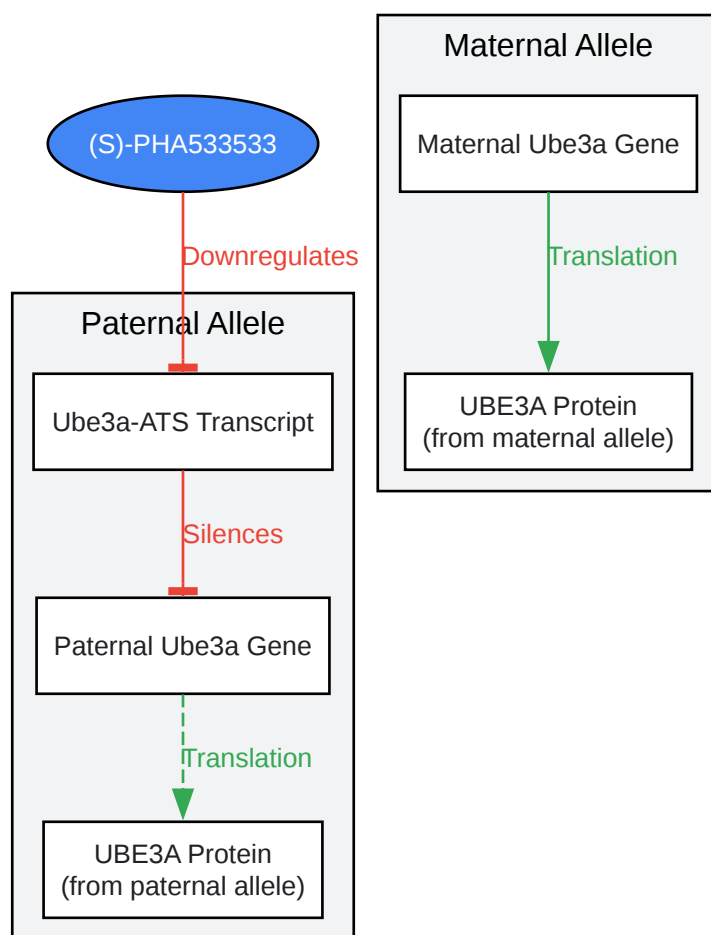 (S)-PHA533533
Downregulates
Paternal Allele
Ube3a-ATS Transcript
Silences
Paternal Ube3a Gene
Translation
UBE3A Protein
(from paternal allele)
Maternal Allele
Maternal Ube3a Gene
Translation
UBE3A Protein
(from maternal allele)